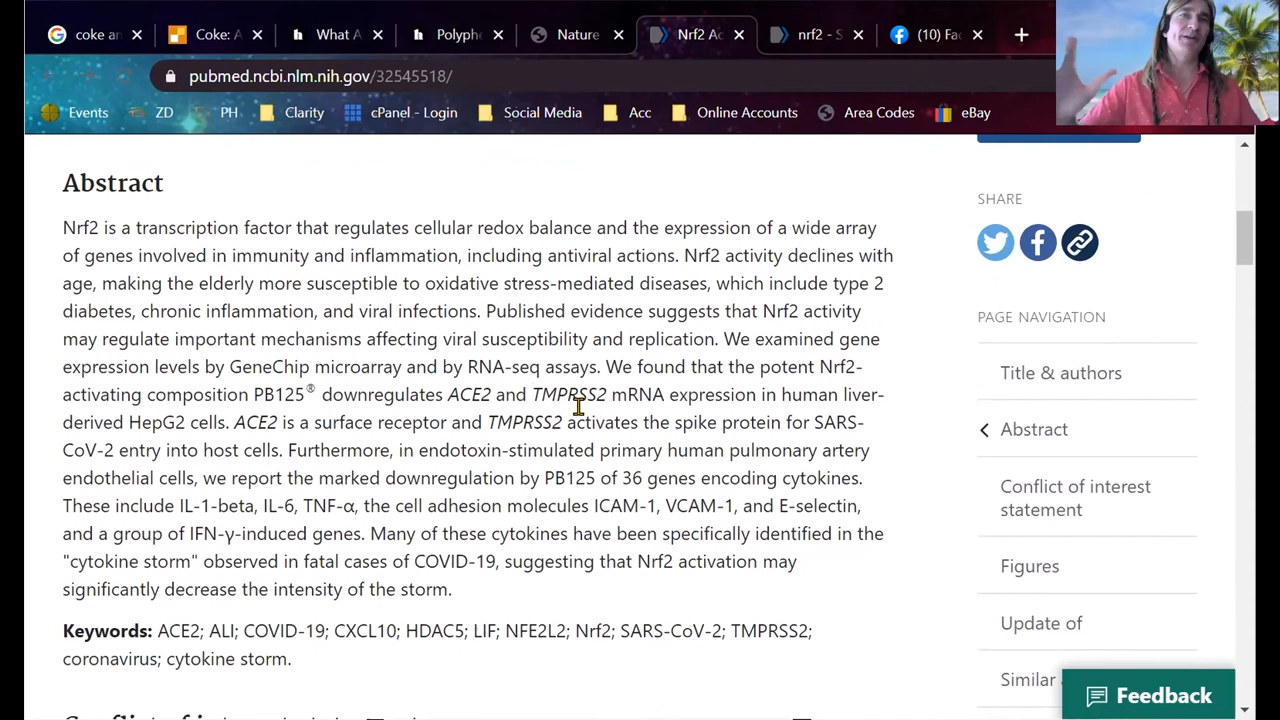 coke an
Coke: A
What A
Polyphe
Nature
Nrf2 Ac
nrf2 - S
(10) Fac
pubmed.ncbi.nlm.nih.gov/32545518/
Events ZD PH Clarity cPanel - Login Social Media Acc Online Accounts Area Codes eBay
Abstract
Nrf2 is a transcription factor that regulates cellular redox balance and the expression of a wide array
of genes involved in immunity and inflammation, including antiviral actions. Nrf2 activity declines with
age, making the elderly more susceptible to oxidative stress-mediated diseases, which include type 2
diabetes, chronic inflammation, and viral infections. Published evidence suggests that Nrf2 activity
may regulate important mechanisms affecting viral susceptibility and replication. We examined gene
expression levels by GeneChip microarray and by RNA-seq assays. We found that the potent Nrf2-
activating composition PB125® downregulates ACE2 and TMPRSS2 mRNA expression in human liver-
derived HepG2 cells. ACE2 is a surface receptor and TMPRSS2 activates the spike protein for SARS-
CoV-2 entry into host cells. Furthermore, in endotoxin-stimulated primary human pulmonary artery
endothelial cells, we report the marked downregulation by PB125 of 36 genes encoding cytokines.
These include IL-1-beta, IL-6, TNF-α, the cell adhesion molecules ICAM-1, VCAM-1, and E-selectin,
and a group of IFN-γ-induced genes. Many of these cytokines have been specifically identified in the
"cytokine storm" observed in fatal cases of COVID-19, suggesting that Nrf2 activation may
significantly decrease the intensity of the storm.
Keywords: ACE2; ALI; COVID-19; CXCL10; HDAC5; LIF; NFE2L2; Nrf2; SARS-CoV-2; TMPRSS2;
coronavirus; cytokine storm.
SHARE
PAGE NAVIGATION
Title & authors
Abstract
Conflict of interest
statement
Figures
Update of
Similar
Feedback